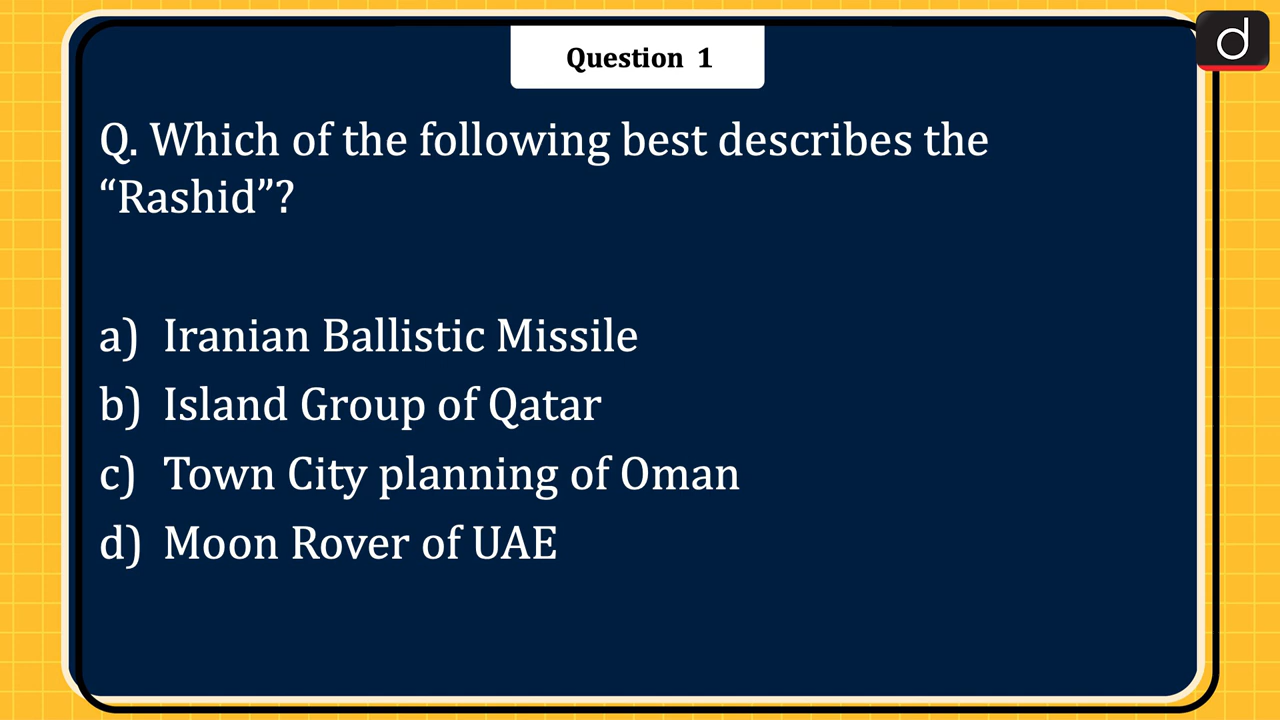 Question 1
d
Q. Which of the following best describes the
“Rashid”?
a) Iranian Ballistic Missile
b) Island Group of Qatar
c) Town City planning of Oman
d) Moon Rover of UAE